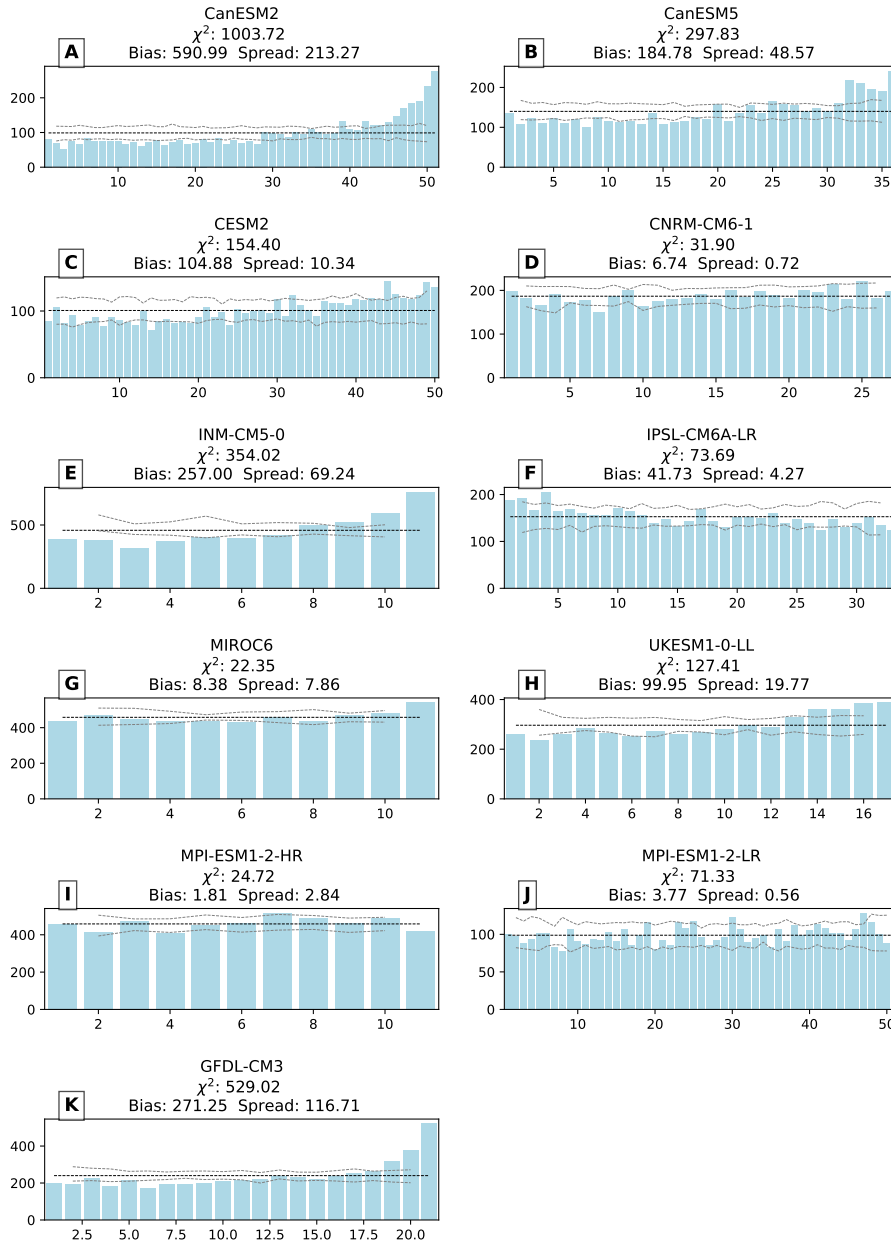 CanESM2
χ²: 1003.72
Bias: 590.99 Spread: 213.27
A
200
100
0
10 20 30 40 50
CanESM5
χ²: 297.83
Bias: 184.78 Spread: 48.57
B
200
100
0
5 10 15 20 25 30 35
CESM2
χ²: 154.40
Bias: 104.88 Spread: 10.34
C
100
0
10 20 30 40 50
CNRM-CM6-1
χ²: 31.90
Bias: 6.74 Spread: 0.72
D
200
100
0
5 10 15 20 25
INM-CM5-0
χ²: 354.02
Bias: 257.00 Spread: 69.24
E
500
0
2 4 6 8 10
IPSL-CM6A-LR
χ²: 73.69
Bias: 41.73 Spread: 4.27
F
200
100
0
5 10 15 20 25 30
MIROC6
χ²: 22.35
Bias: 8.38 Spread: 7.86
G
400
200
0
2 4 6 8 10
UKESM1-0-LL
χ²: 127.41
Bias: 99.95 Spread: 19.77
H
400
200
0
2 4 6 8 10 12 14 16
MPI-ESM1-2-HR
χ²: 24.72
Bias: 1.81 Spread: 2.84
I
400
200
0
2 4 6 8 10
MPI-ESM1-2-LR
χ²: 71.33
Bias: 3.77 Spread: 0.56
J
100
50
0
10 20 30 40 50
GFDL-CM3
χ²: 529.02
Bias: 271.25 Spread: 116.71
K
400
200
0
2.5 5.0 7.5 10.0 12.5 15.0 17.5 20.0